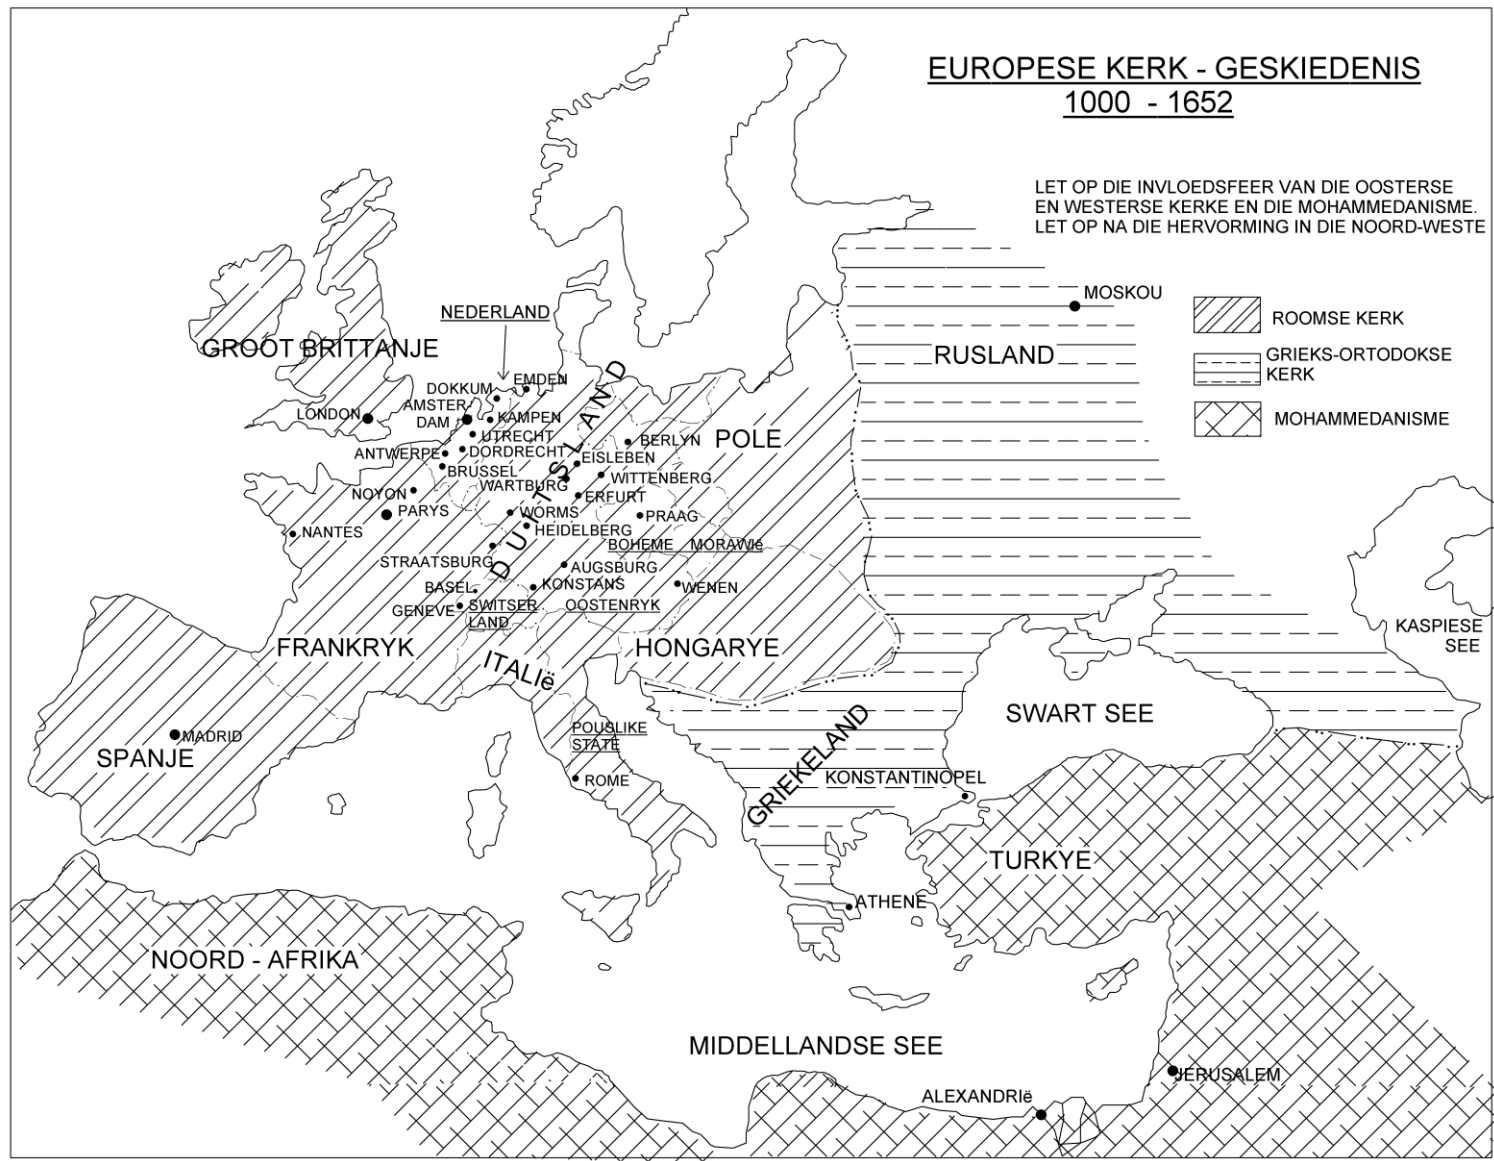 EUROPESE KERK - GESKIEDENIS
1000 - 1652
LET OP DIE INVLOEDSFEER VAN DIE OOSTERSE
EN WESTERSE KERKE EN DIE MOHAMMEDANISME.
LET OP NA DIE HERVORMING IN DIE NOORD-WESTE
MOSKOU
ROOMSE KERK
GRIEKS-ORTODOKSE
KERK
MOHAMMEDANISME
RUSLAND
NEDERLAND
GROOT BRITTANJE
EMDEN
DOKKUM
AMSTER-
DAM
KAMPEN
LONDON
UTRECHT
DORDRECHT
ANTWERPE
BRUSSEL
DUITSLAND
BERLYN
POLE
EISLEBEN
WARTBURG
WITTENBERG
ERFURT
NOYON
PARYS
WORMS
PRAAG
NANTES
HEIDELBERG
BOHEME
MORAWIë
STRAATSBURG
AUGSBURG
BASEL
KONSTANS
WENEN
GENEVE
SWITSER
LAND
OOSTENRYK
FRANKRYK
ITALIë
HONGARYE
KASPIESE
SEE
SWART SEE
MADRID
SPANJE
POUSLIKE
STATE
ROME
GRIEKELAND
KONSTANTINOPEL
TURKYE
ATHENE
NOORD - AFRIKA
MIDDELLANDSE SEE
JERUSALEM
ALEXANDRIë